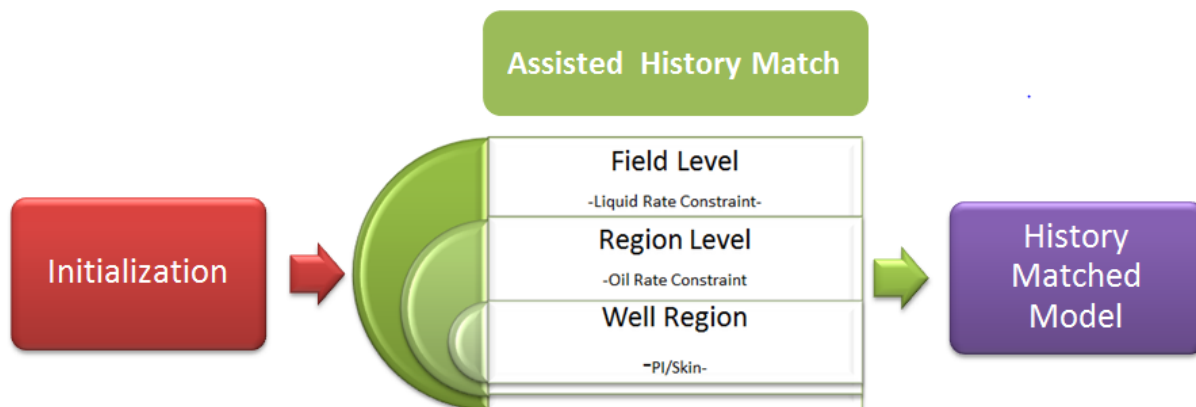 Assisted History Match
Field Level
-Liquid Rate Constraint-
Initialization
Region Level
-Oil Rate Constraint
Well Region
-PI/Skin-
History
Matched
Model